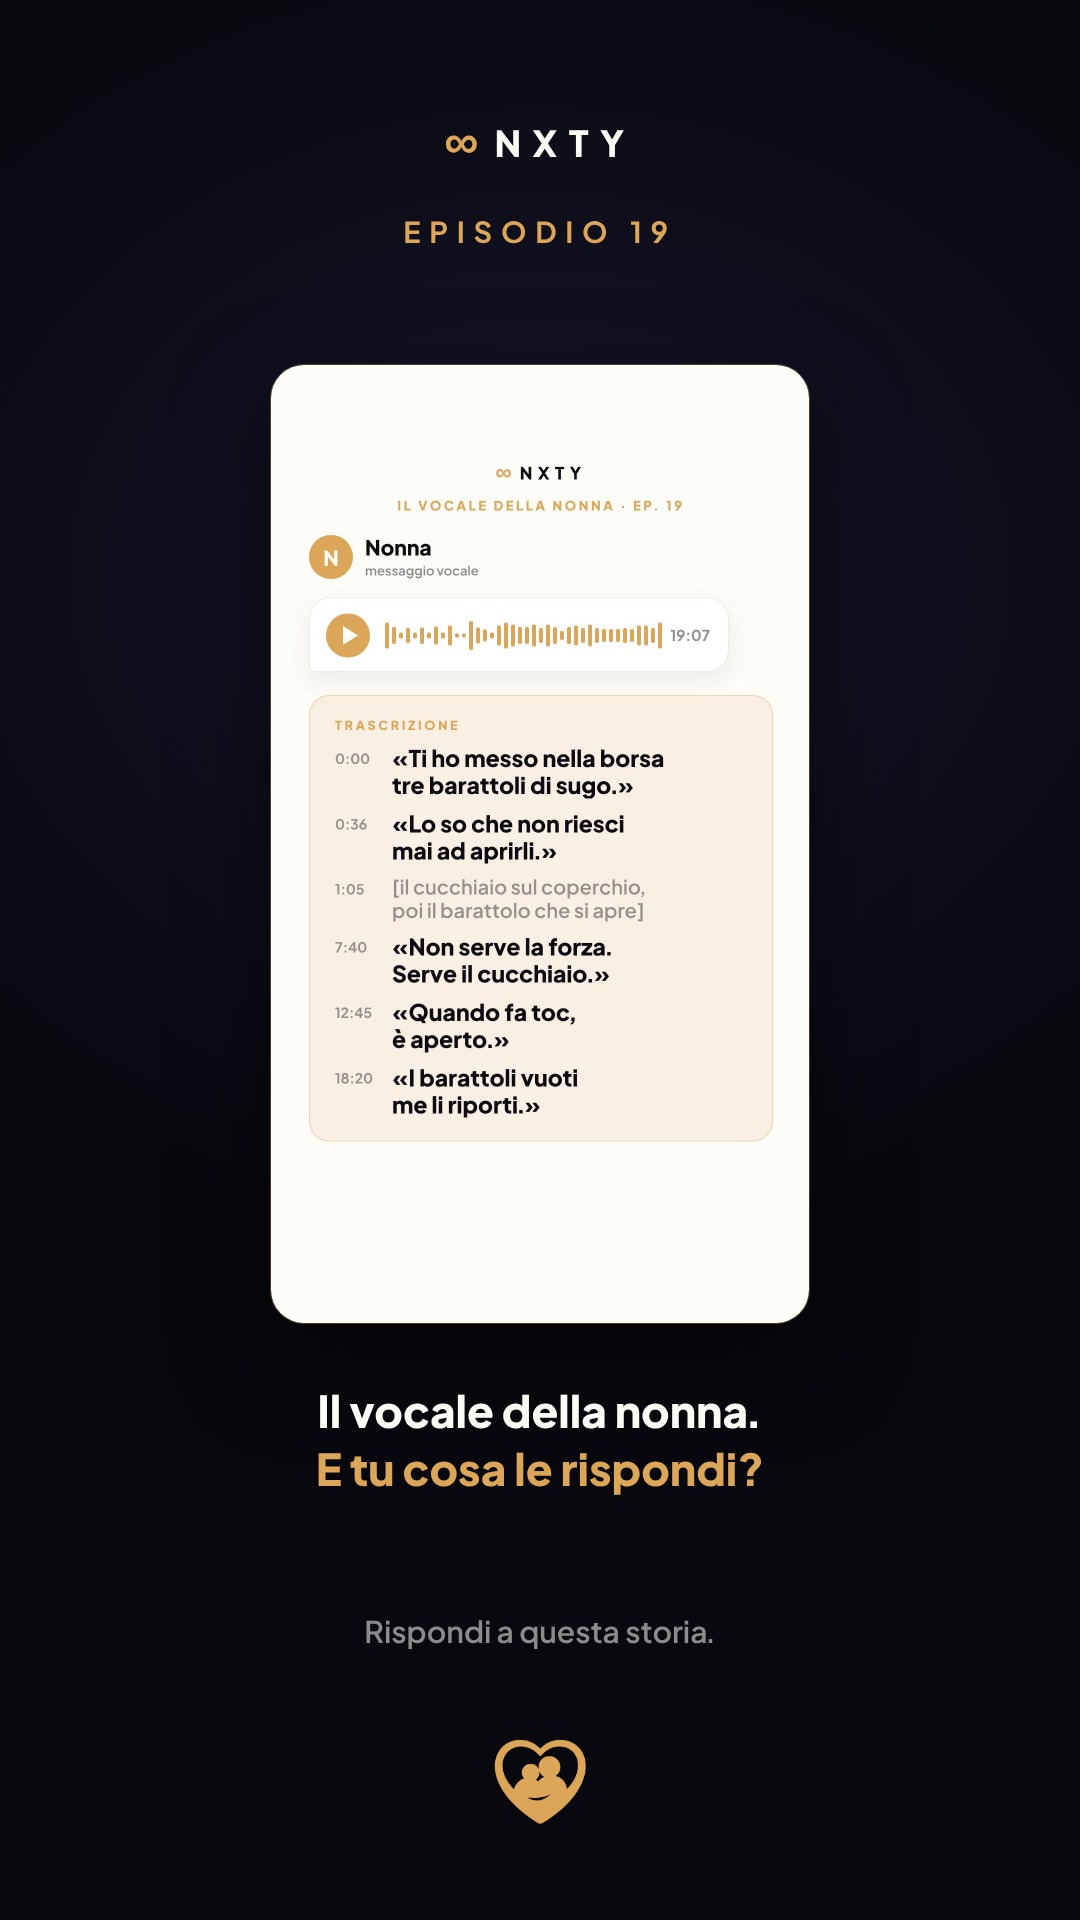 ∞ NXTY
EPISODIO 19
∞ NXTY
IL VOCALE DELLA NONNA · EP. 19
N
Nonna
messaggio vocale
19:07
TRASCRIZIONE
0:00 «Ti ho messo nella borsa
tre barattoli di sugo.»
0:36 «Lo so che non riesci
mai ad aprirli.»
1:05 [il cucchiaio sul coperchio,
poi il barattolo che si apre]
7:40 «Non serve la forza.
Serve il cucchiaio.»
12:45 «Quando fa toc,
è aperto.»
18:20 «I barattoli vuoti
me li riporti.»
Il vocale della nonna.
E tu cosa le rispondi?
Rispondi a questa storia.